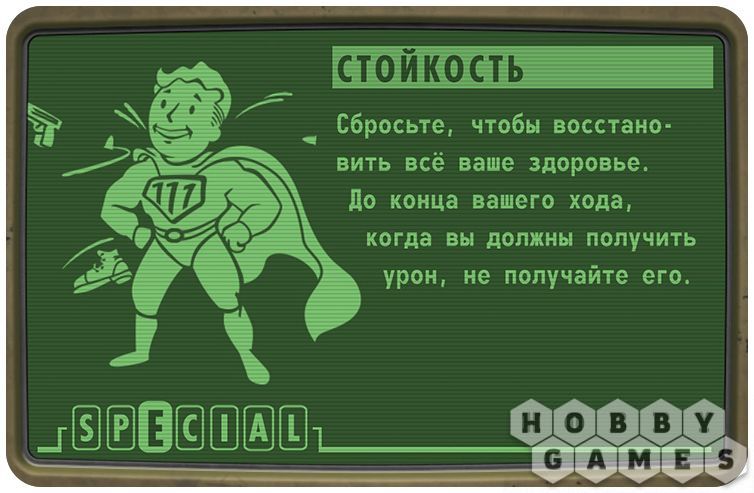 СТОЙКОСТЬ
Сбросьте, чтобы восстано-
вить всё ваше здоровье.
До конца вашего хода,
когда вы должны получить
урон, не получайте его.
111
SPECIAL
HOBBY
GAMES